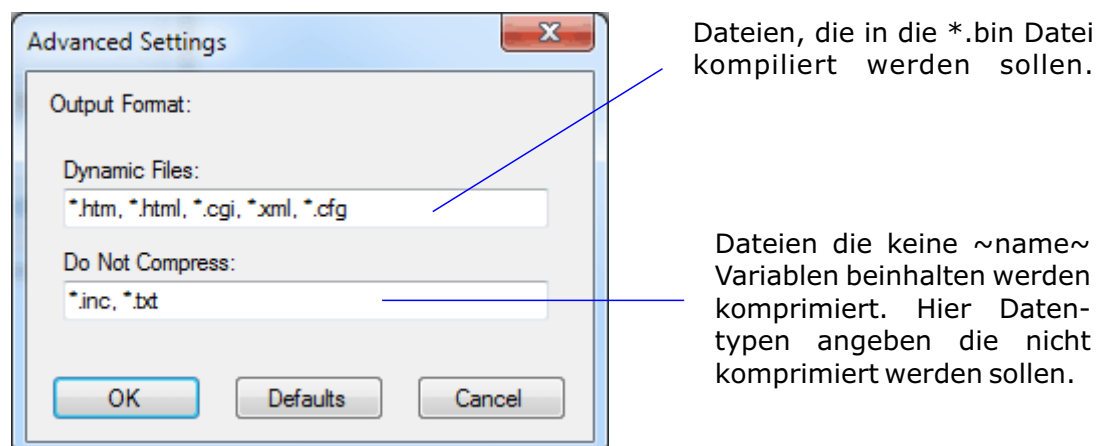 Advanced Settings
Output Format:
Dynamic Files:
*.htm, *.html, *.cgi, *.xml, *.cfg
Do Not Compress:
*.inc, *.txt
OK
Defaults
Cancel
Dateien, die in die *.bin Datei
kompiliert werden sollen.
Dateien die keine ~name~
Variablen beinhalten werden
komprimiert. Hier Daten-
typen angeben die nicht
komprimiert werden sollen.